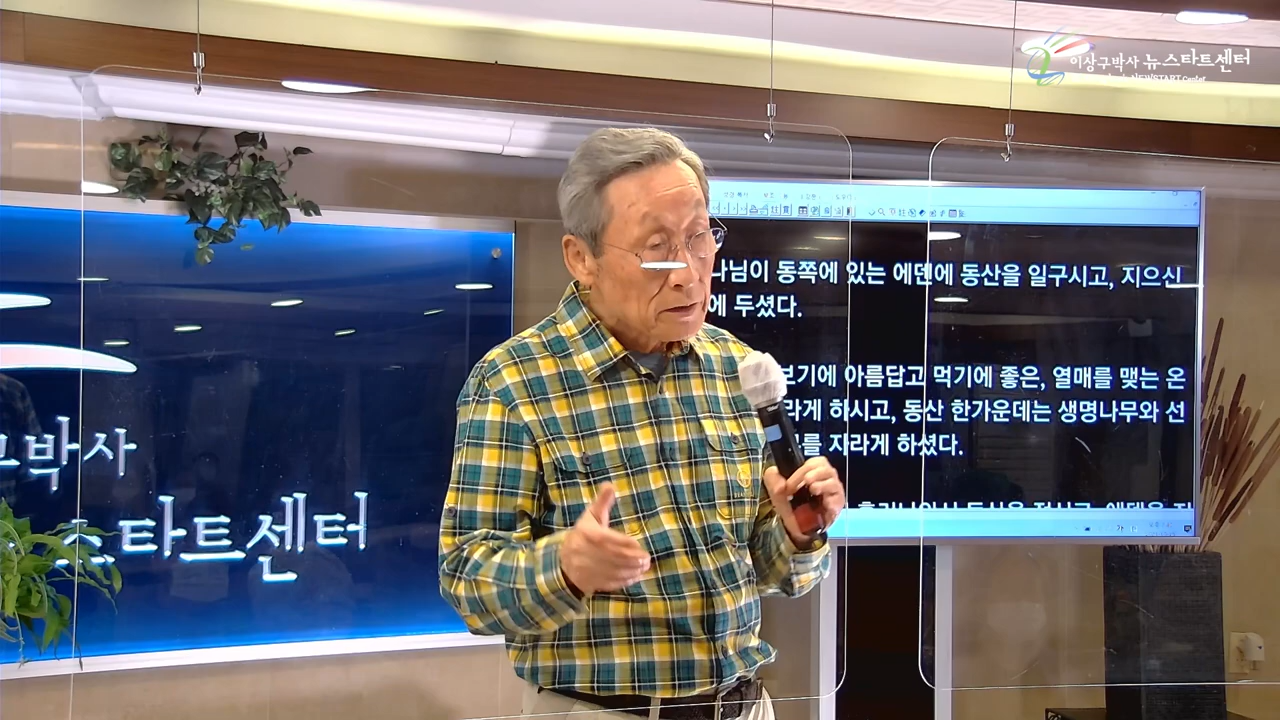 이상구박사 뉴스타트센터
NEWSTART Center
나님이 동쪽에 있는 에덴에 동산을 일구시고, 지으신
에 두셨다.
보기에 아름답고 먹기에 좋은, 열매를 맺는 온
라게 하시고, 동산 한가운데는 생명나무와 선
를 자라게 하셨다.
구박사
스타트센터